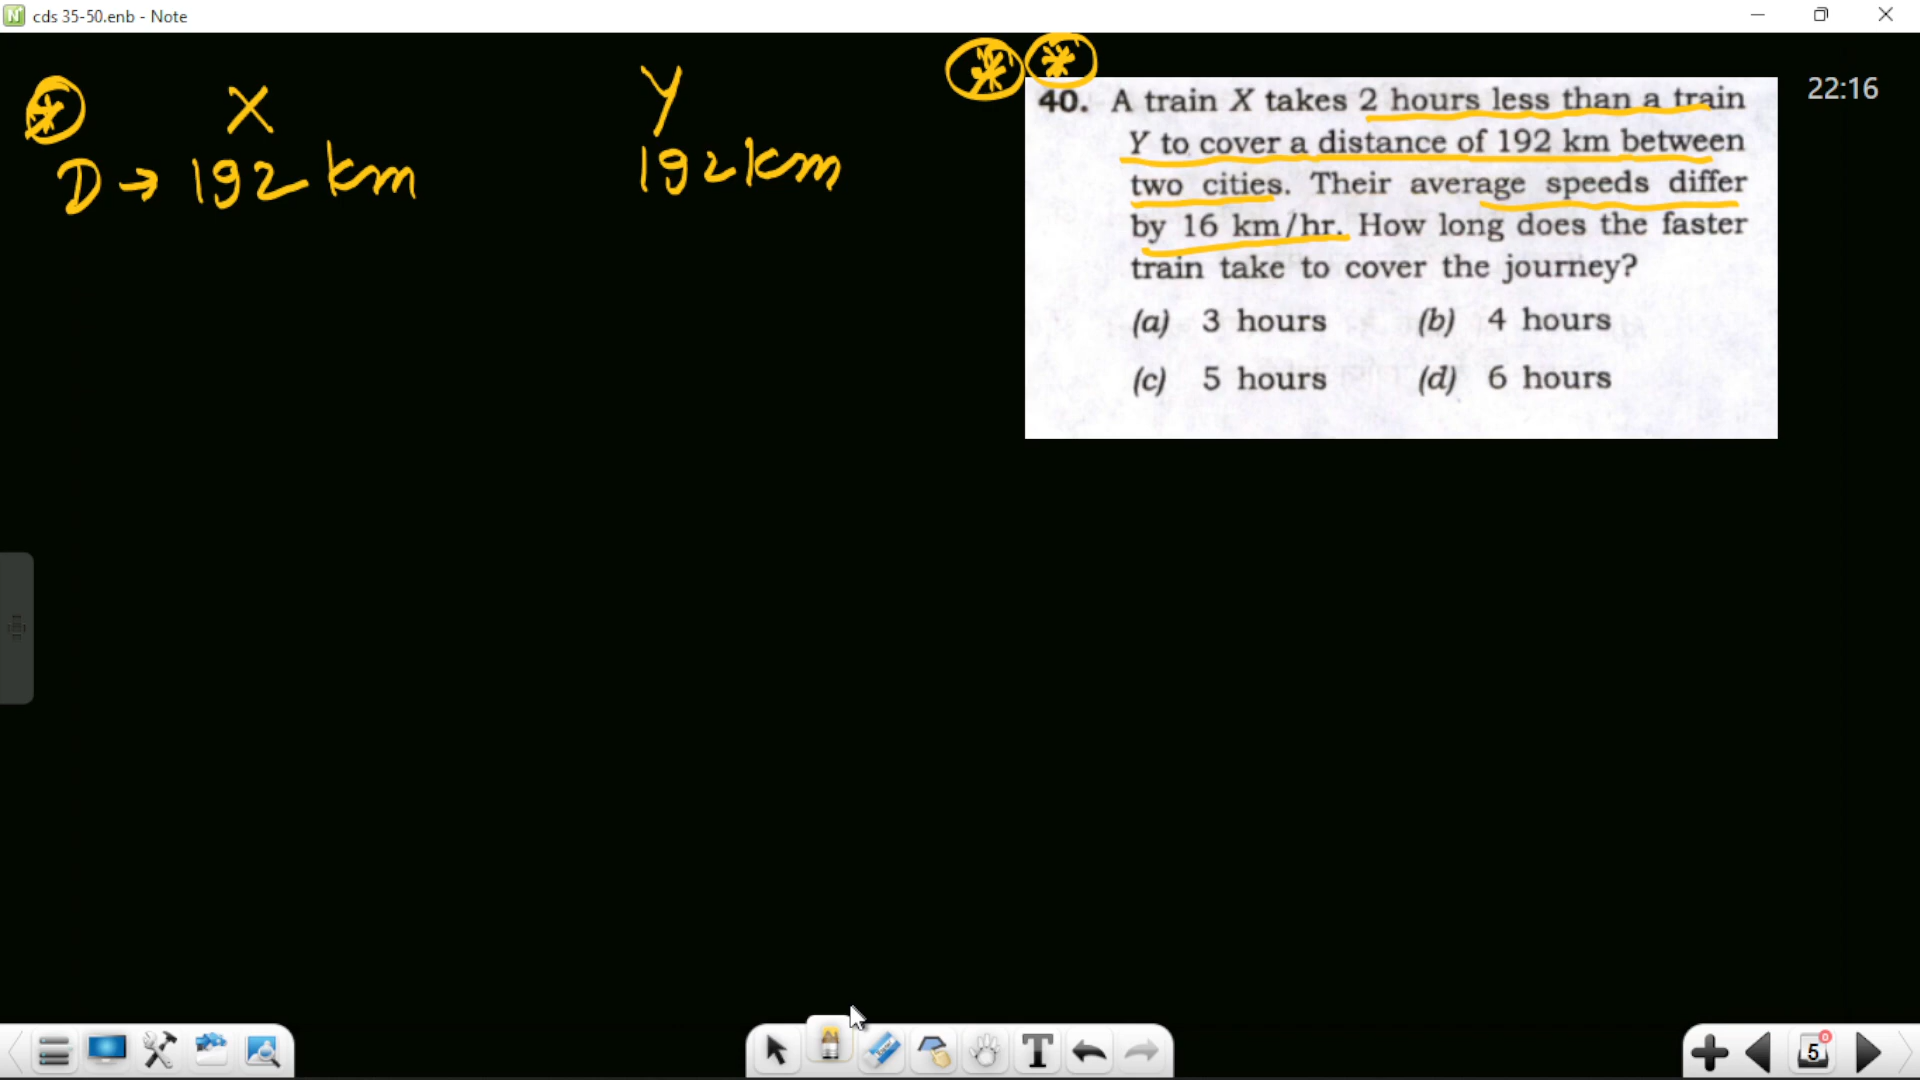 cds 35-50.enb - Note
X
Y
D → 192 km
192 km
22:16
40. A train X takes 2 hours less than a train
Y to cover a distance of 192 km between
two cities. Their average speeds differ
by 16 km/hr. How long does the faster
train take to cover the journey?
(a) 3 hours (b) 4 hours
(c) 5 hours (d) 6 hours
T
5
0